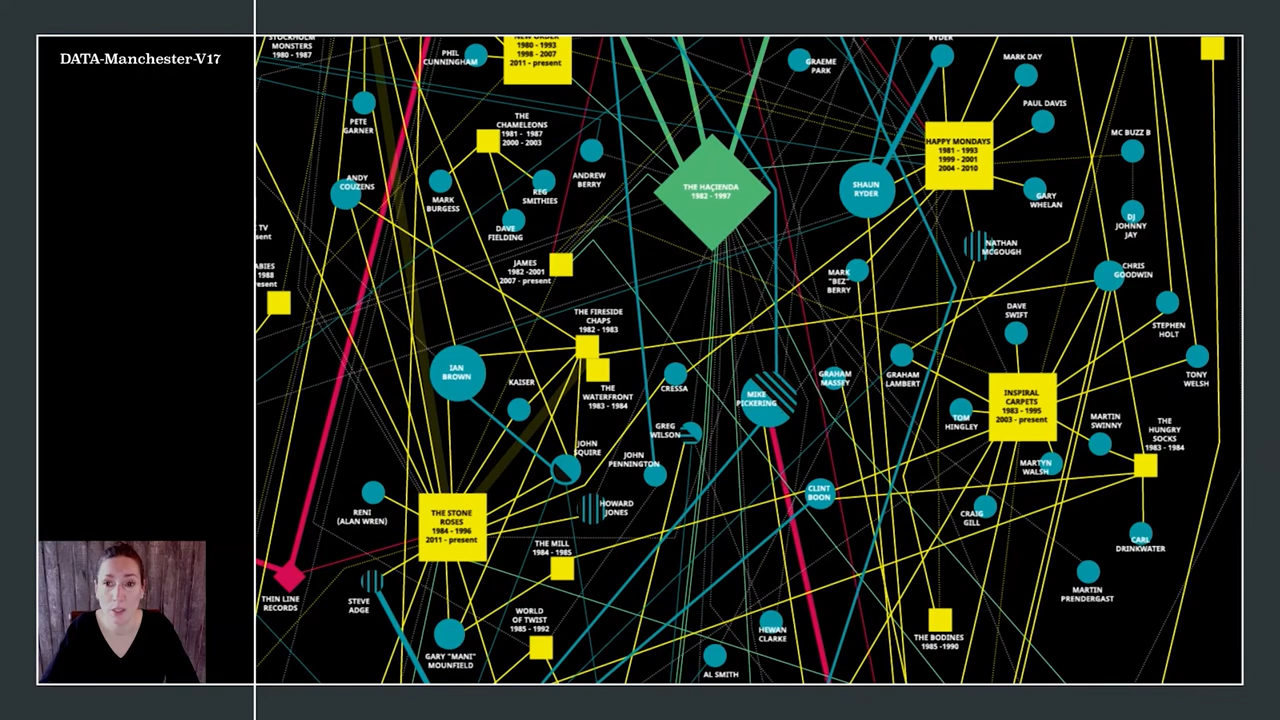 DATA-Manchester-V17
STOCKHOLM
MONSTERS
1980 - 1987
PHIL
CUNNINGHAM
NEW ORDER
1980 - 1993
1998 - 2007
2011 - present
GRAEME
PARK
RYDER
MARK DAY
PAUL DAVIS
PETE
GARNER
THE
CHAMELEONS
1981 - 1987
2000 - 2003
HAPPY MONDAYS
1981 - 1993
1999 - 2001
2004 - 2010
MC BUZZ B
ANDY
COUZENS
MARK
BURGESS
REG
SMITHIES
ANDREW
BERRY
THE HAÇIENDA
1982 - 1997
SHAUN
RYDER
GARY
WHELAN
DAVE
FIELDING
DJ
JOHNNY
JAY
TV
sent
NATHAN
MCGOUGH
JAMES
1982 -2001
2007 - present
ABIES
1988
resent
MARK
"BEZ"
BERRY
CHRIS
GOODWIN
THE FIRESIDE
CHAPS
1982 - 1983
DAVE
SWIFT
STEPHEN
HOLT
IAN
BROWN
KAISER
THE
WATERFRONT
1983 - 1984
CRESSA
MIKE
PICKERING
GRAHAM
MASSEY
GRAHAM
LAMBERT
TONY
WELSH
INSPIRAL
CARPETS
1983 - 1995
2003 - present
TOM
HINGLEY
MARTIN
SWINNY
THE
HUNGRY
SOCKS
1983 - 1984
GREG
WILSON
JOHN
SQUIRE
JOHN
PENNINGTON
MARTYN
WALSH
CLINT
BOON
RENI
(ALAN WREN)
THE STONE
ROSES
1984 - 1996
2011 - present
HOWARD
JONES
CRAIG
GILL
CARL
DRINKWATER
THE MILL
1984 - 1985
THIN LINE
RECORDS
STEVE
ADGE
MARTIN
PRENDERGAST
WORLD
OF TWIST
1985 - 1992
HEWAN
CLARKE
THE BODINES
1985 -1990
GARY "MANI"
MOUNFIELD
AL SMITH